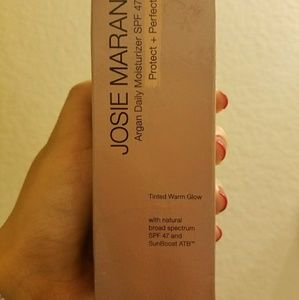 JOSIE MARAN
Argan Daily Moisturizer SPF 47
Protect + Perfect
Tinted Warm Glow
with natural
broad spectrum
SPF 47 and
SunBoost ATB™